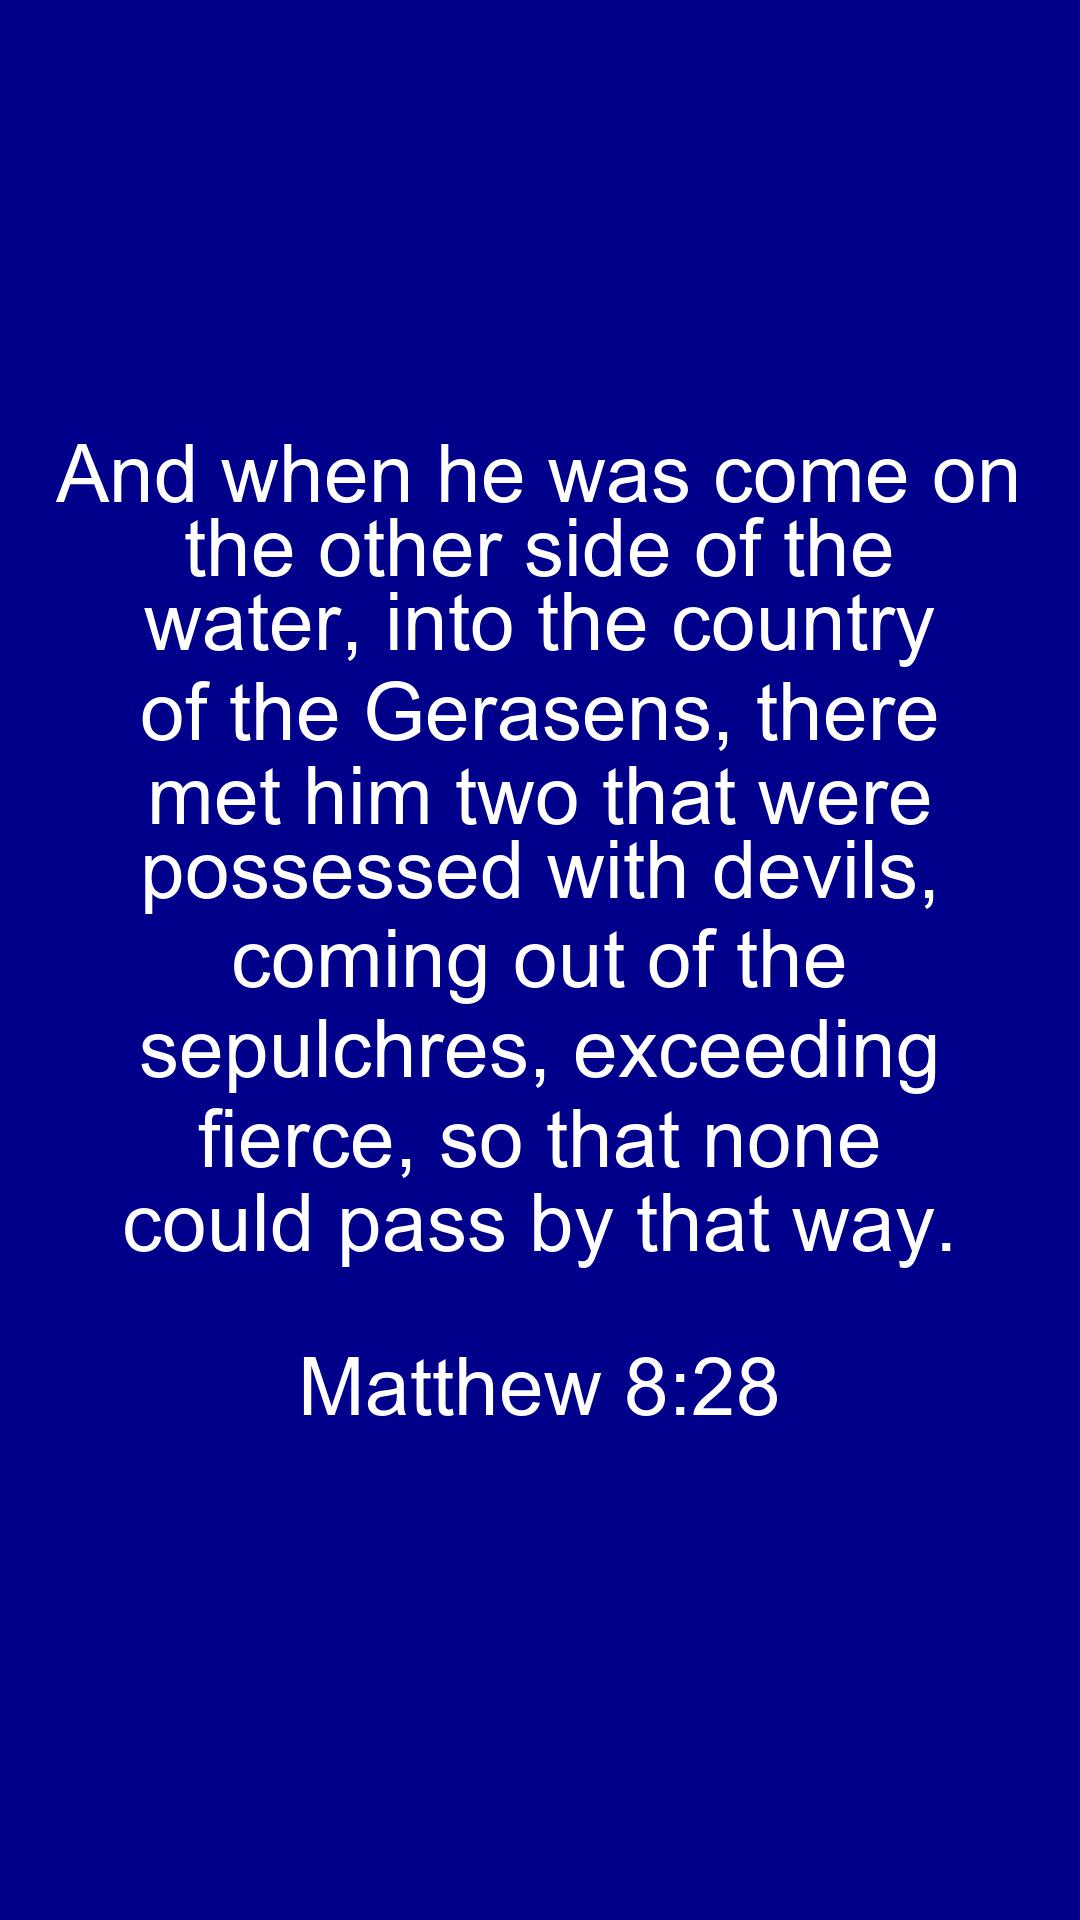 And when he was come on
the other side of the
water, into the country
of the Gerasens, there
met him two that were
possessed with devils,
coming out of the
sepulchres, exceeding
fierce, so that none
could pass by that way.
Matthew 8:28